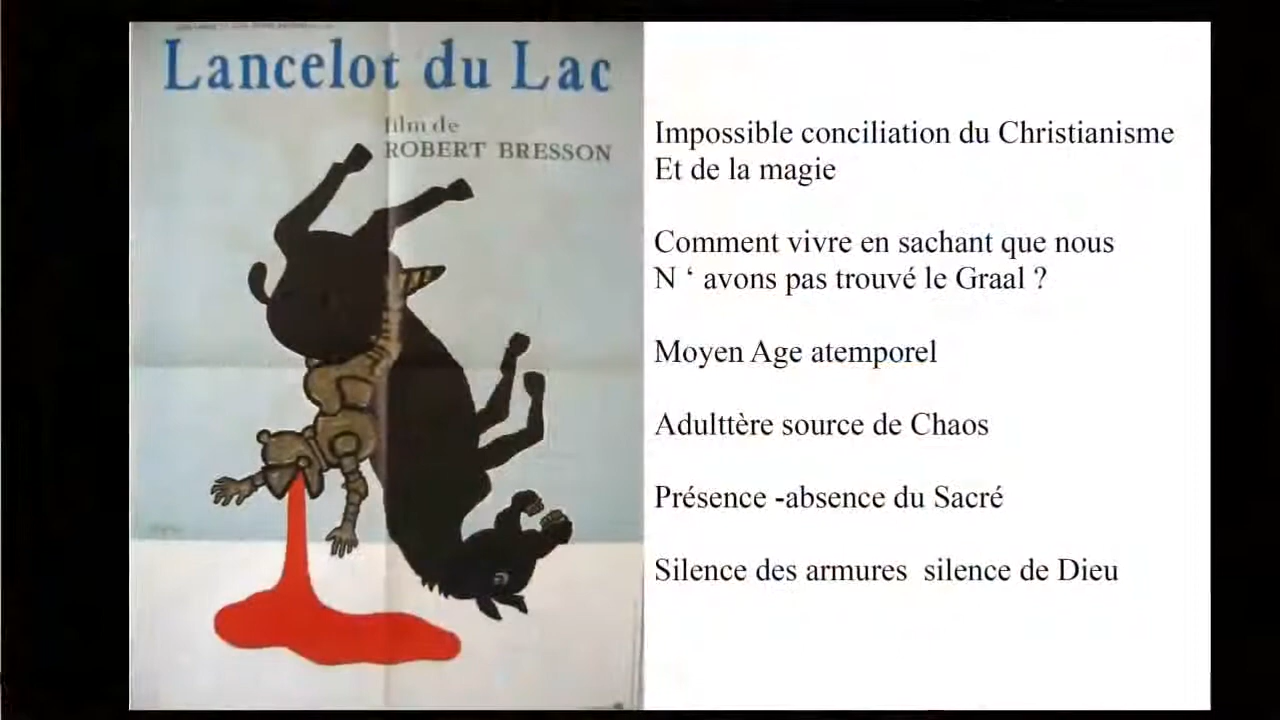 Lancelot du Lac
film de
ROBERT BRESSON
Impossible conciliation du Christianisme
Et de la magie
Comment vivre en sachant que nous
N ‘ avons pas trouvé le Graal ?
Moyen Age atemporel
Adulttère source de Chaos
Présence -absence du Sacré
Silence des armures  silence de Dieu